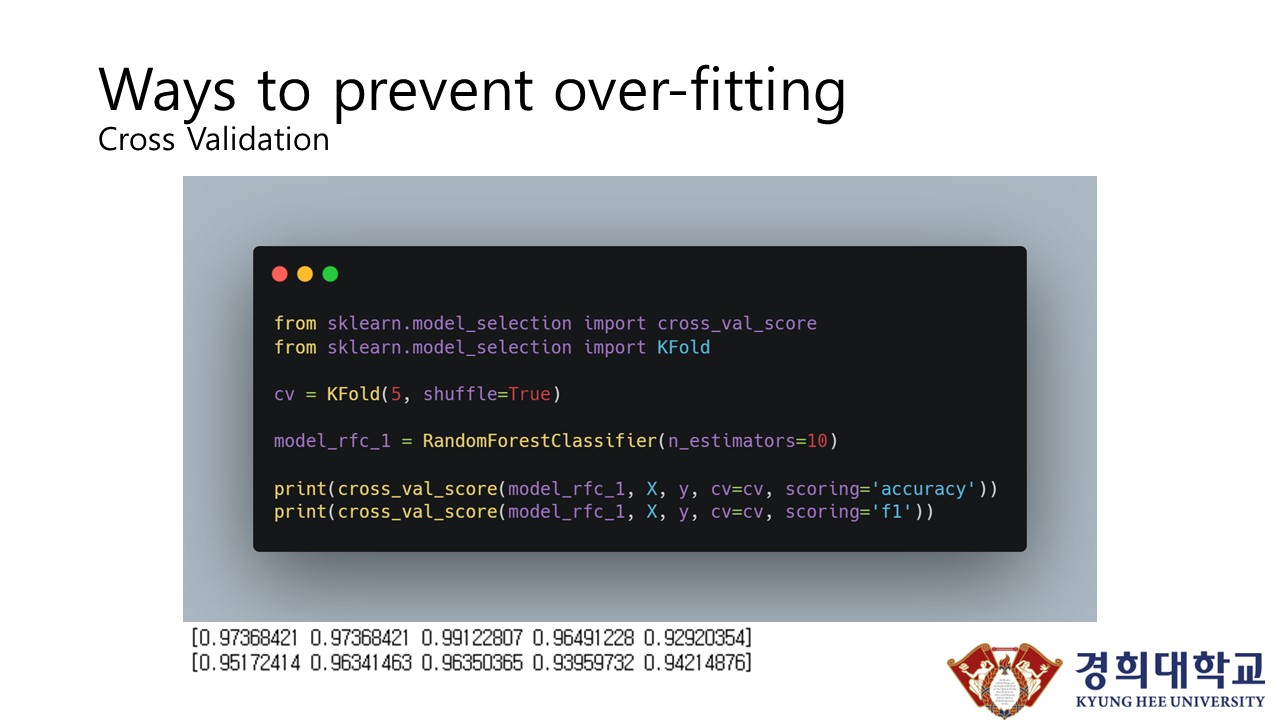 Ways to prevent over-fitting
Cross Validation
from sklearn.model_selection import cross_val_score
from sklearn.model_selection import KFold
cv = KFold(5, shuffle=True)
model_rfc_1 = RandomForestClassifier(n_estimators=10)
print(cross_val_score(model_rfc_1, X, y, cv=cv, scoring='accuracy'))
print(cross_val_score(model_rfc_1, X, y, cv=cv, scoring='f1'))
[0.97368421 0.97368421 0.99122807 0.96491228 0.92920354]
[0.95172414 0.96341463 0.96350365 0.93959732 0.94214876]
경희대학교
KYUNG HEE UNIVERSITY